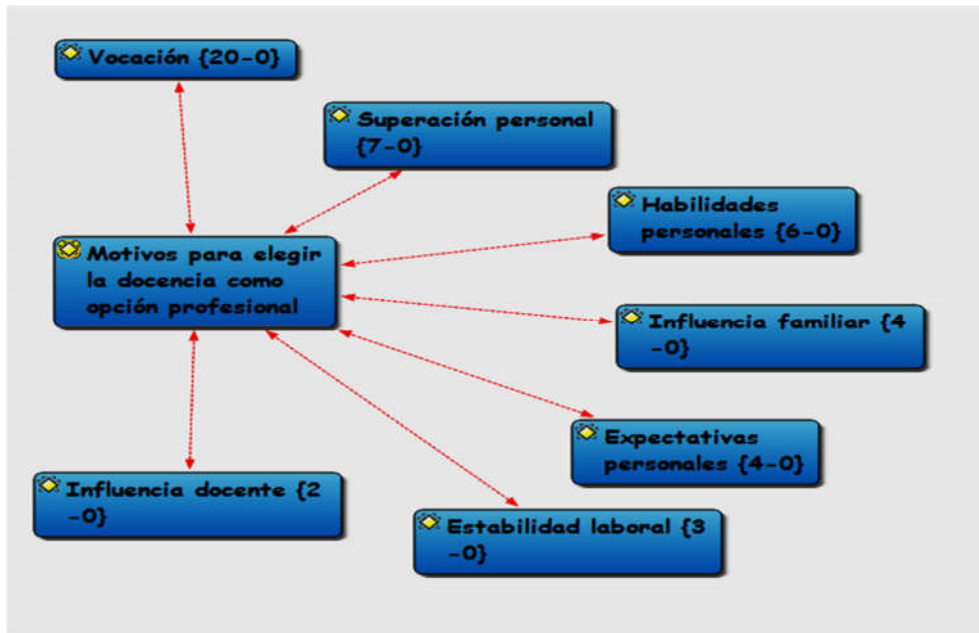 Vocación {20-0}
Superación personal
{7-0}
Habilidades
personales {6-0}
Motivos para elegir
la docencia como
opción profesional
Influencia familiar {4
-0}
Expectativas
personales {4-0}
Influencia docente {2
-0}
Estabilidad laboral {3
-0}